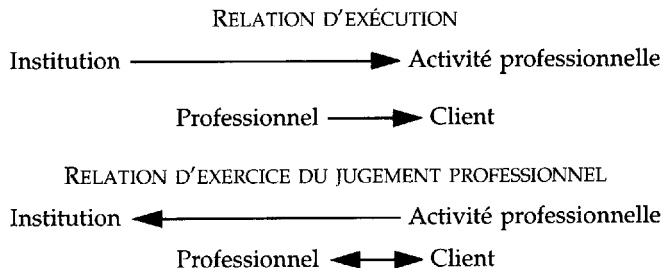 RELATION D'EXÉCUTION
Institution Activité professionnelle
Professionnel Client
RELATION D'EXERCICE DU JUGEMENT PROFESSIONNEL
Institution Activité professionnelle
Professionnel Client